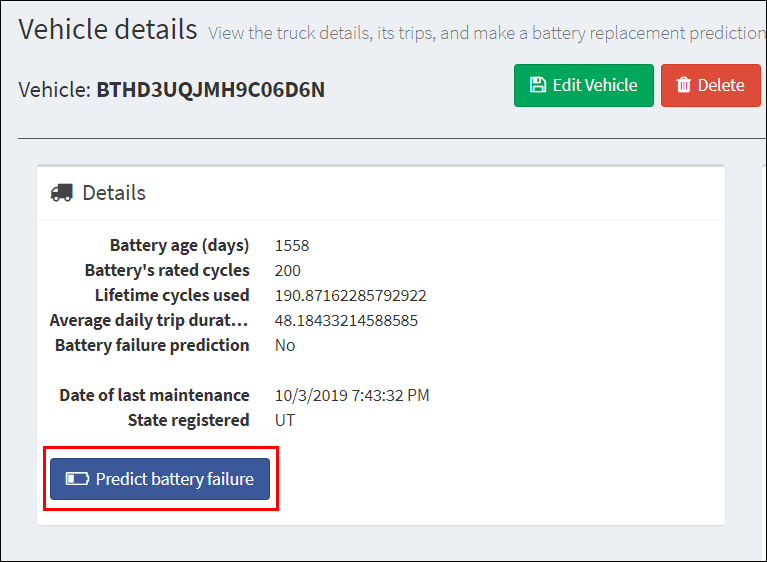 Vehicle details View the truck details, its trips, and make a battery replacement prediction
Vehicle: BTHD3UQJMH9C06D6N
Edit Vehicle
Delete
Details
Battery age (days) 1558
Battery's rated cycles 200
Lifetime cycles used 190.87162285792922
Average daily trip durat... 48.18433214588585
Battery failure prediction No
Date of last maintenance 10/3/2019 7:43:32 PM
State registered UT
Predict battery failure